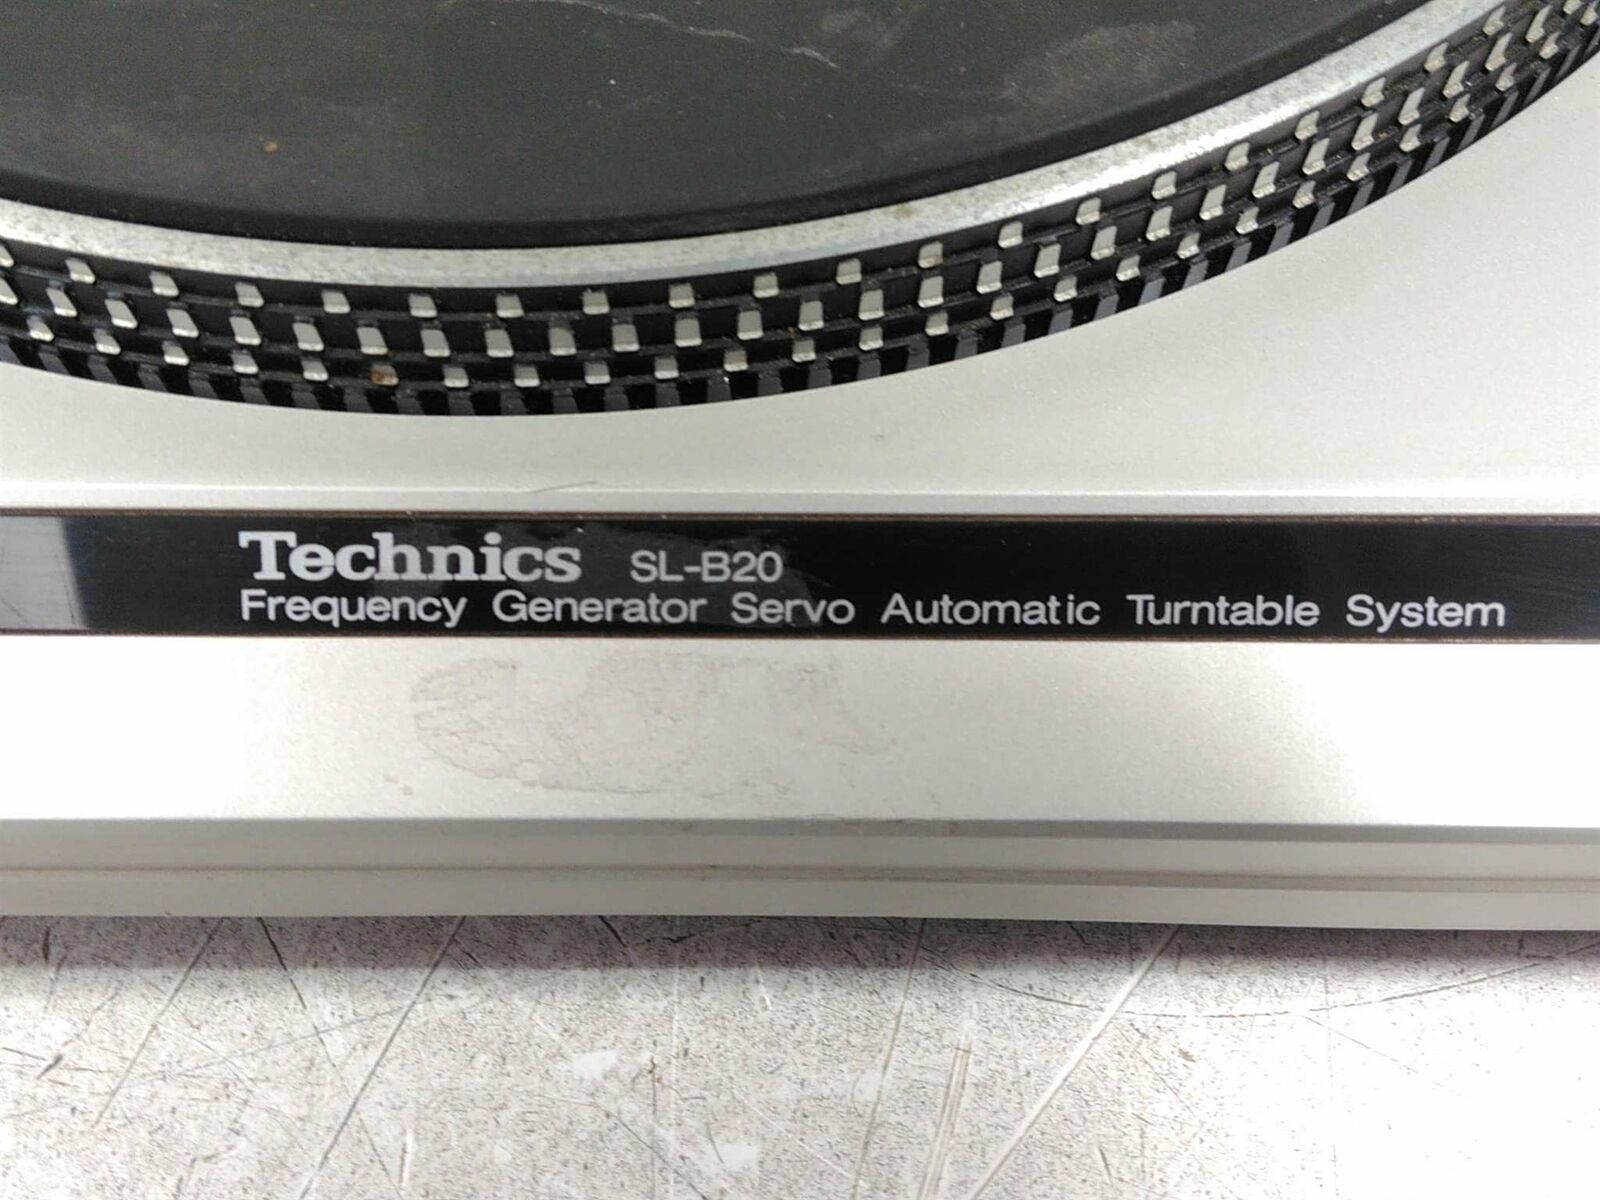 Technics SL-B20
Frequency Generator Servo Automatic Turntable System